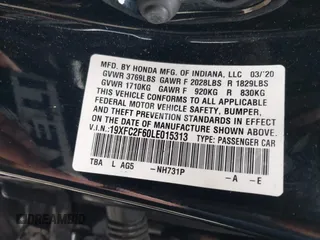 MFD. BY HONDA MFG. OF INDIANA, LLC 03/20
GVWR 3769LBS GAWR F 2028LBS R 1829LBS
GVWR 1710KG GAWR F 920KG R 830KG
THIS VEHICLE CONFORMS TO ALL APPLICABLE
FEDERAL MOTOR VEHICLE SAFETY, BUMPER,
AND THEFT PREVENTION STANDARDS IN EFFECT ON THE
DATE OF MANUFACTURE SHOWN ABOVE.
V.I.N.: 19XFC2F60LE015313 TYPE: PASSENGER CAR
TBA L AG5 -NH731P -A -E
DREAMBID